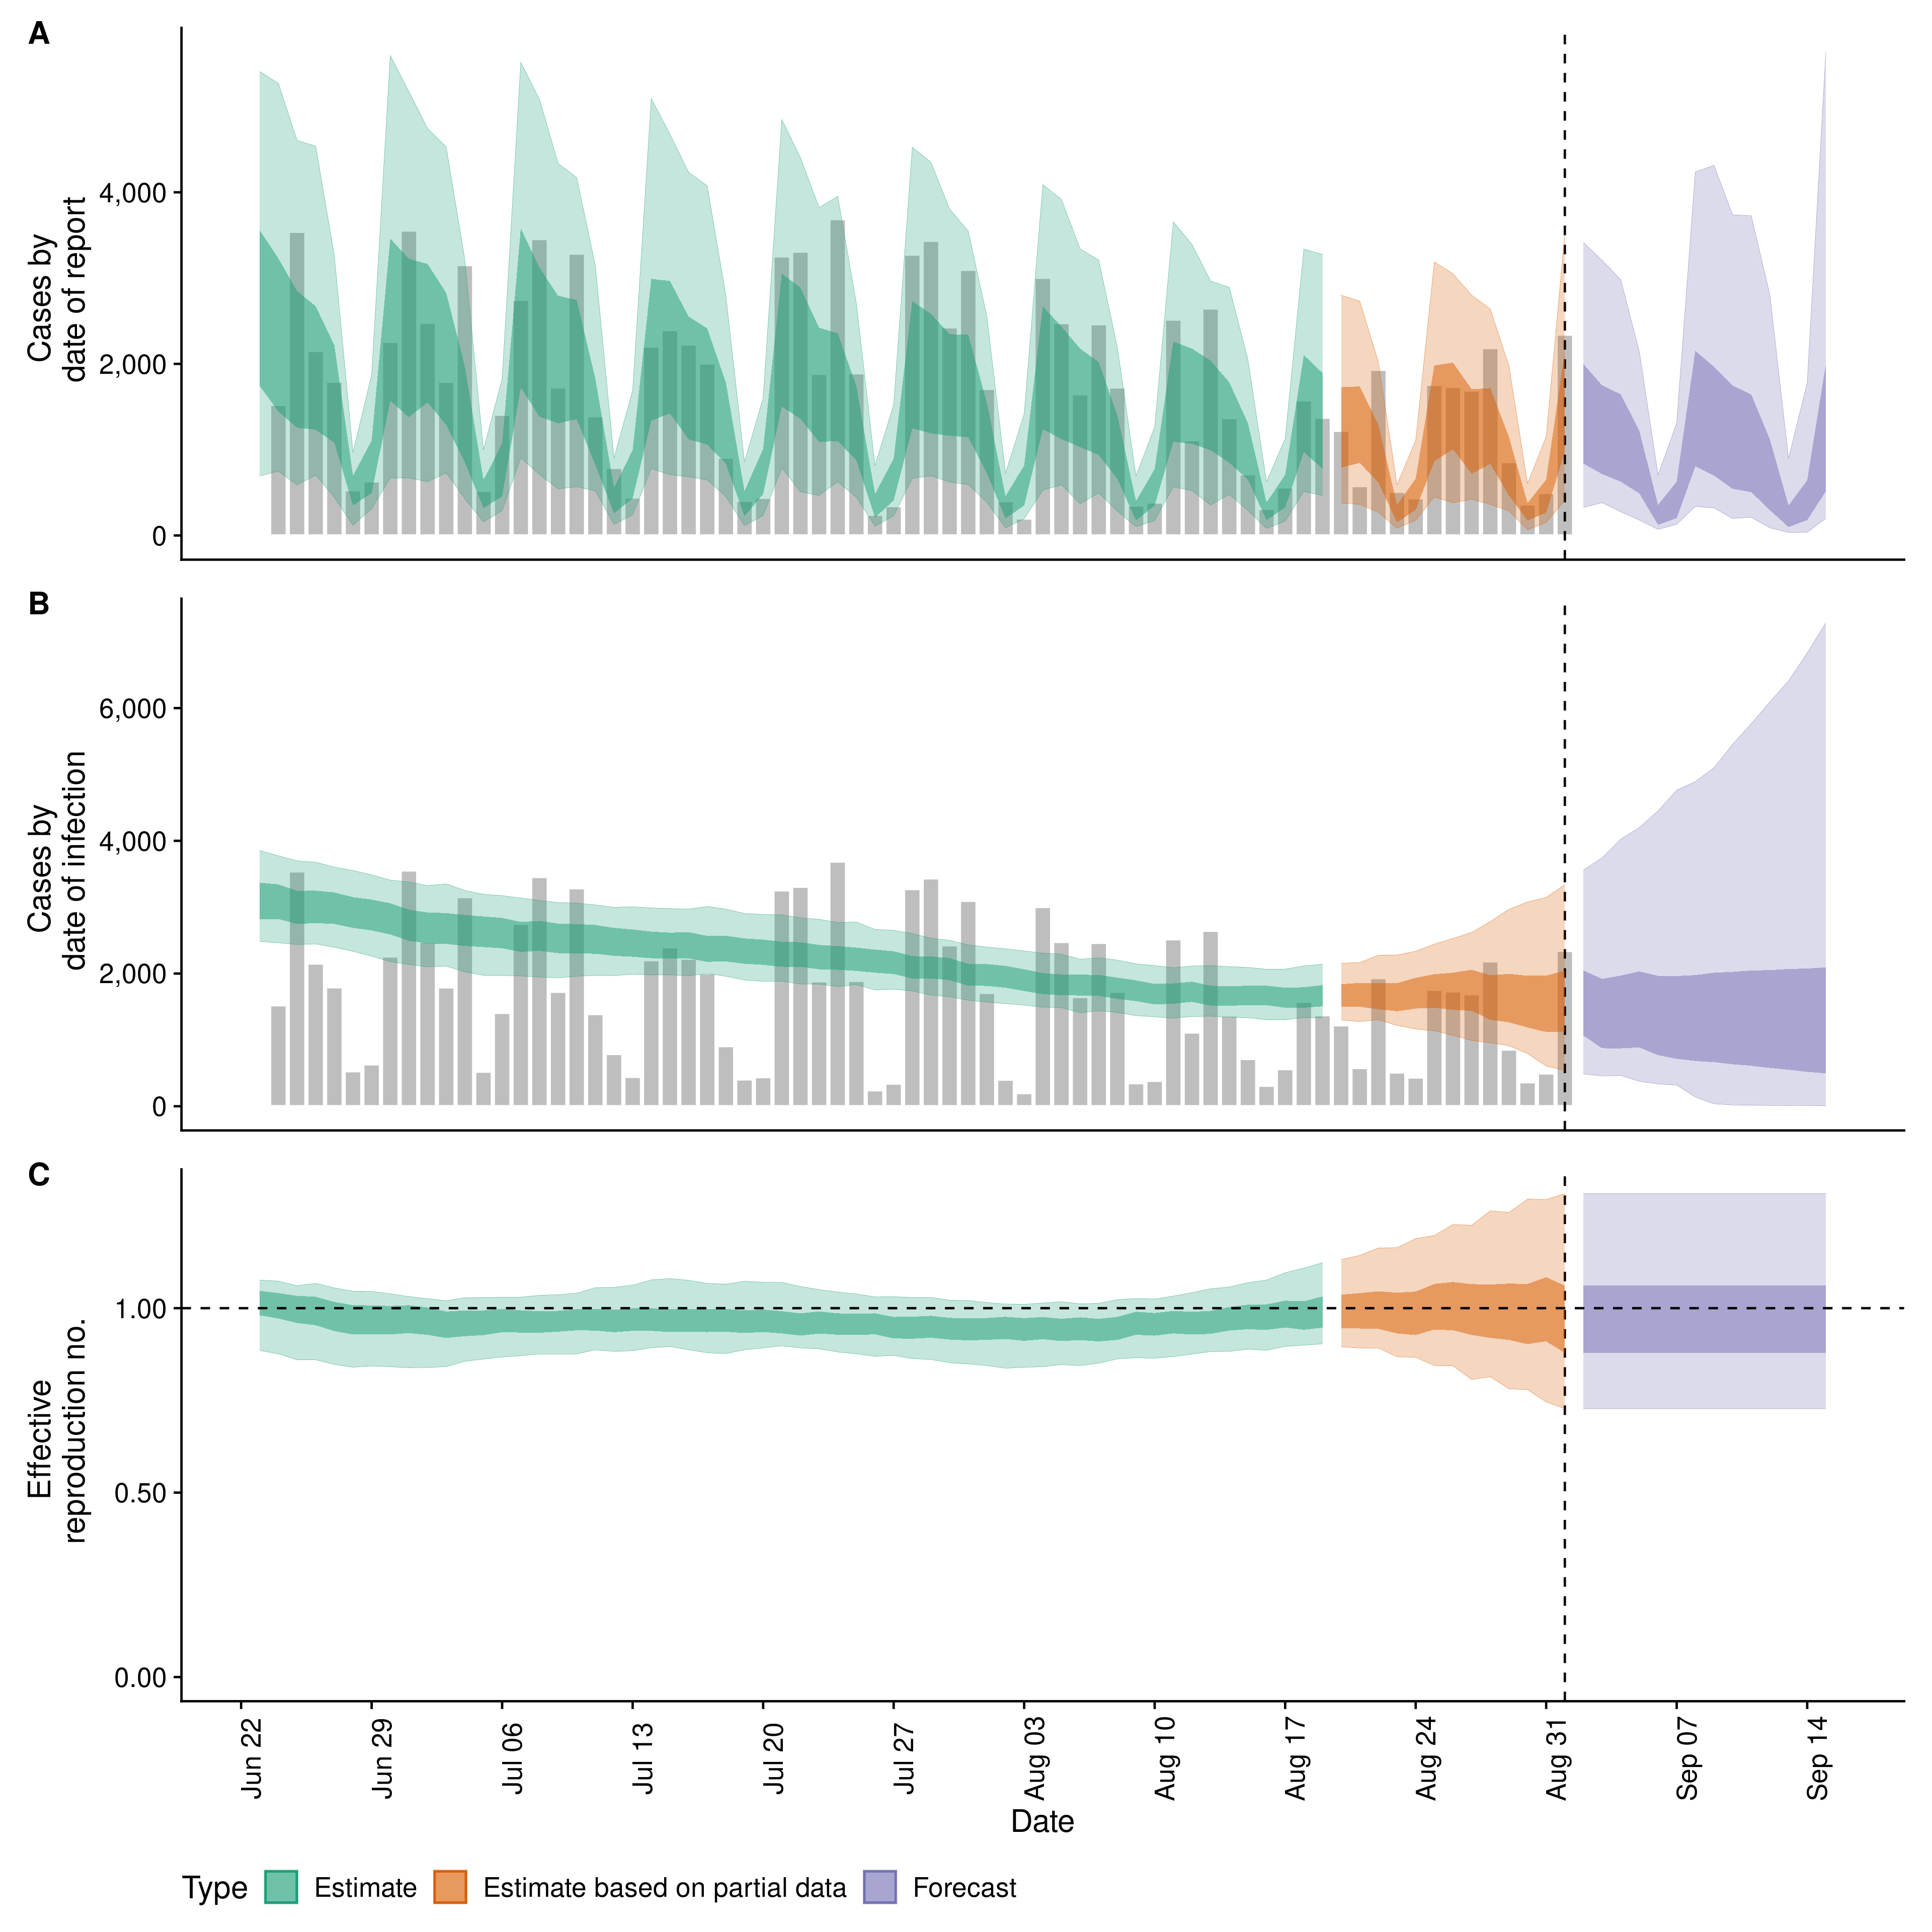 A
Cases by
date of report
4,000
2,000
0
B
Cases by
date of infection
6,000
4,000
2,000
0
C
Effective
reproduction no.
1.00
0.50
0.00
Jun 22
Jun 29
Jul 06
Jul 13
Jul 20
Jul 27
Aug 03
Aug 10
Aug 17
Aug 24
Aug 31
Sep 07
Sep 14
Date
Type Estimate Estimate based on partial data Forecast